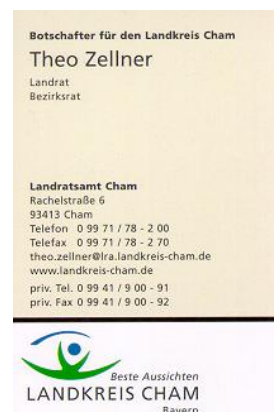 Botschafter für den Landkreis Cham
Theo Zellner
Landrat
Bezirksrat
Landratsamt Cham
Rachelstraße 6
93413 Cham
Telefon 0 99 71 / 78 - 2 00
Telefax 0 99 71 / 78 - 2 70
theo.zellner@lra.landkreis-cham.de
www.landkreis-cham.de
priv. Tel. 0 99 41 / 9 00 - 91
priv. Fax 0 99 41 / 9 00 - 92
Beste Aussichten
LANDKREIS CHAM
Bayern